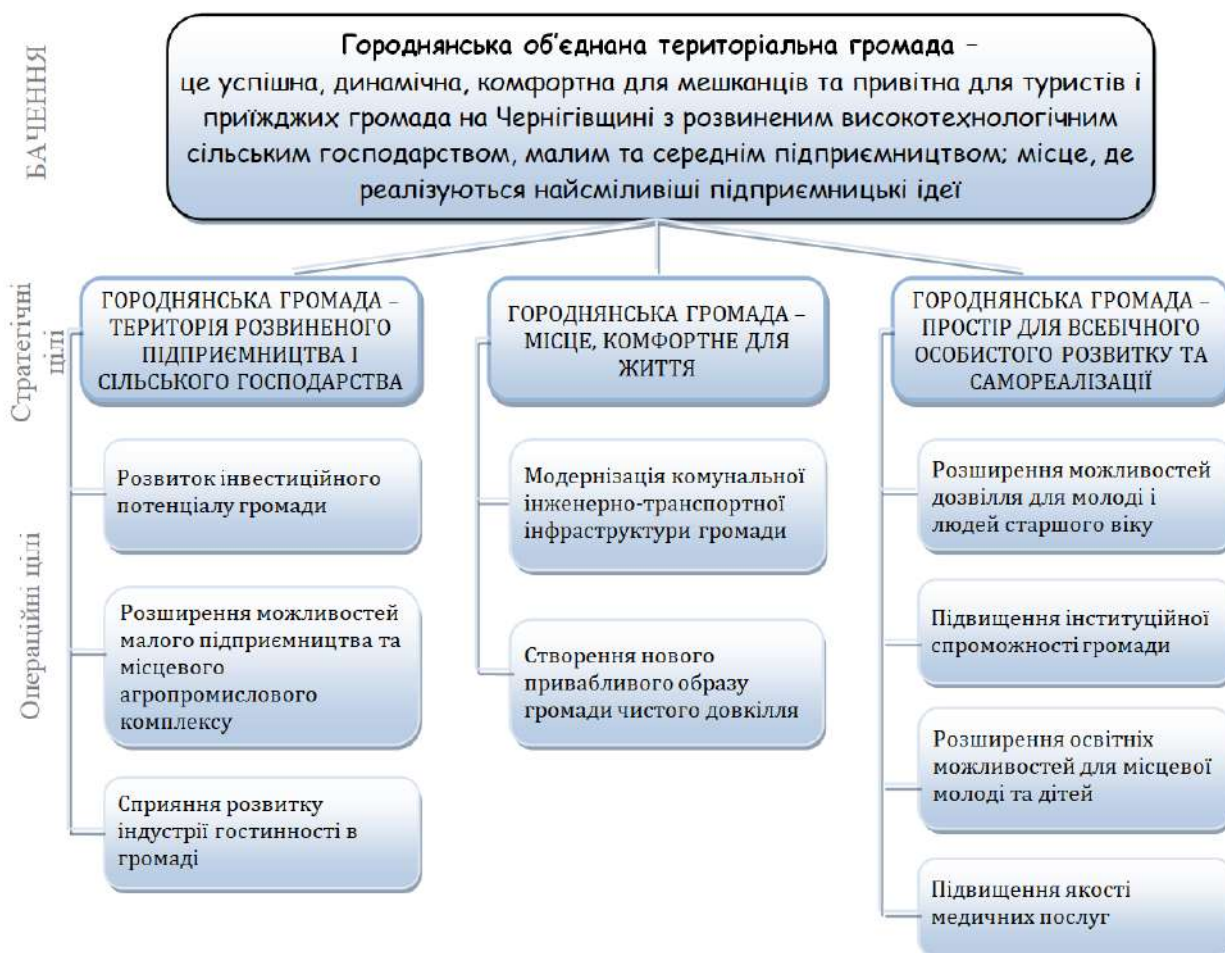 БАЧЕННЯ
Городнянська об’єднана територіальна громада –
це успішна, динамічна, комфортна для мешканців та привітна для туристів і
приїжджих громада на Чернігівщині з розвиненим високотехнологічним
сільським господарством, малим та середнім підприємництвом; місце, де
реалізуються найсміливіші підприємницькі ідеї
Стратегічні
цілі
ГОРОДНЯНСЬКА ГРОМАДА –
ТЕРИТОРІЯ РОЗВИНЕНОГО
ПІДПРИЄМНИЦТВА І
СІЛЬСЬКОГО ГОСПОДАРСТВА
ГОРОДНЯНСЬКА ГРОМАДА –
МІСЦЕ, КОМФОРТНЕ ДЛЯ
ЖИТТЯ
ГОРОДНЯНСЬКА ГРОМАДА –
ПРОСТІР ДЛЯ ВСЕБІЧНОГО
ОСОБИСТОГО РОЗВИТКУ ТА
САМОРЕАЛІЗАЦІЇ
Операційні цілі
Розвиток інвестиційного
потенціалу громади
Розширення можливостей
малого підприємництва та
місцевого
агропромислового
комплексу
Сприяння розвитку
індустрії гостинності в
громаді
Модернізація комунальної
інженерно-транспортної
інфраструктури громади
Створення нового
привабливого образу
громади чистого довкілля
Розширення можливостей
дозвілля для молоді і
людей старшого віку
Підвищення інституційної
спроможності громади
Розширення освітніх
можливостей для місцевої
молоді та дітей
Підвищення якості
медичних послуг